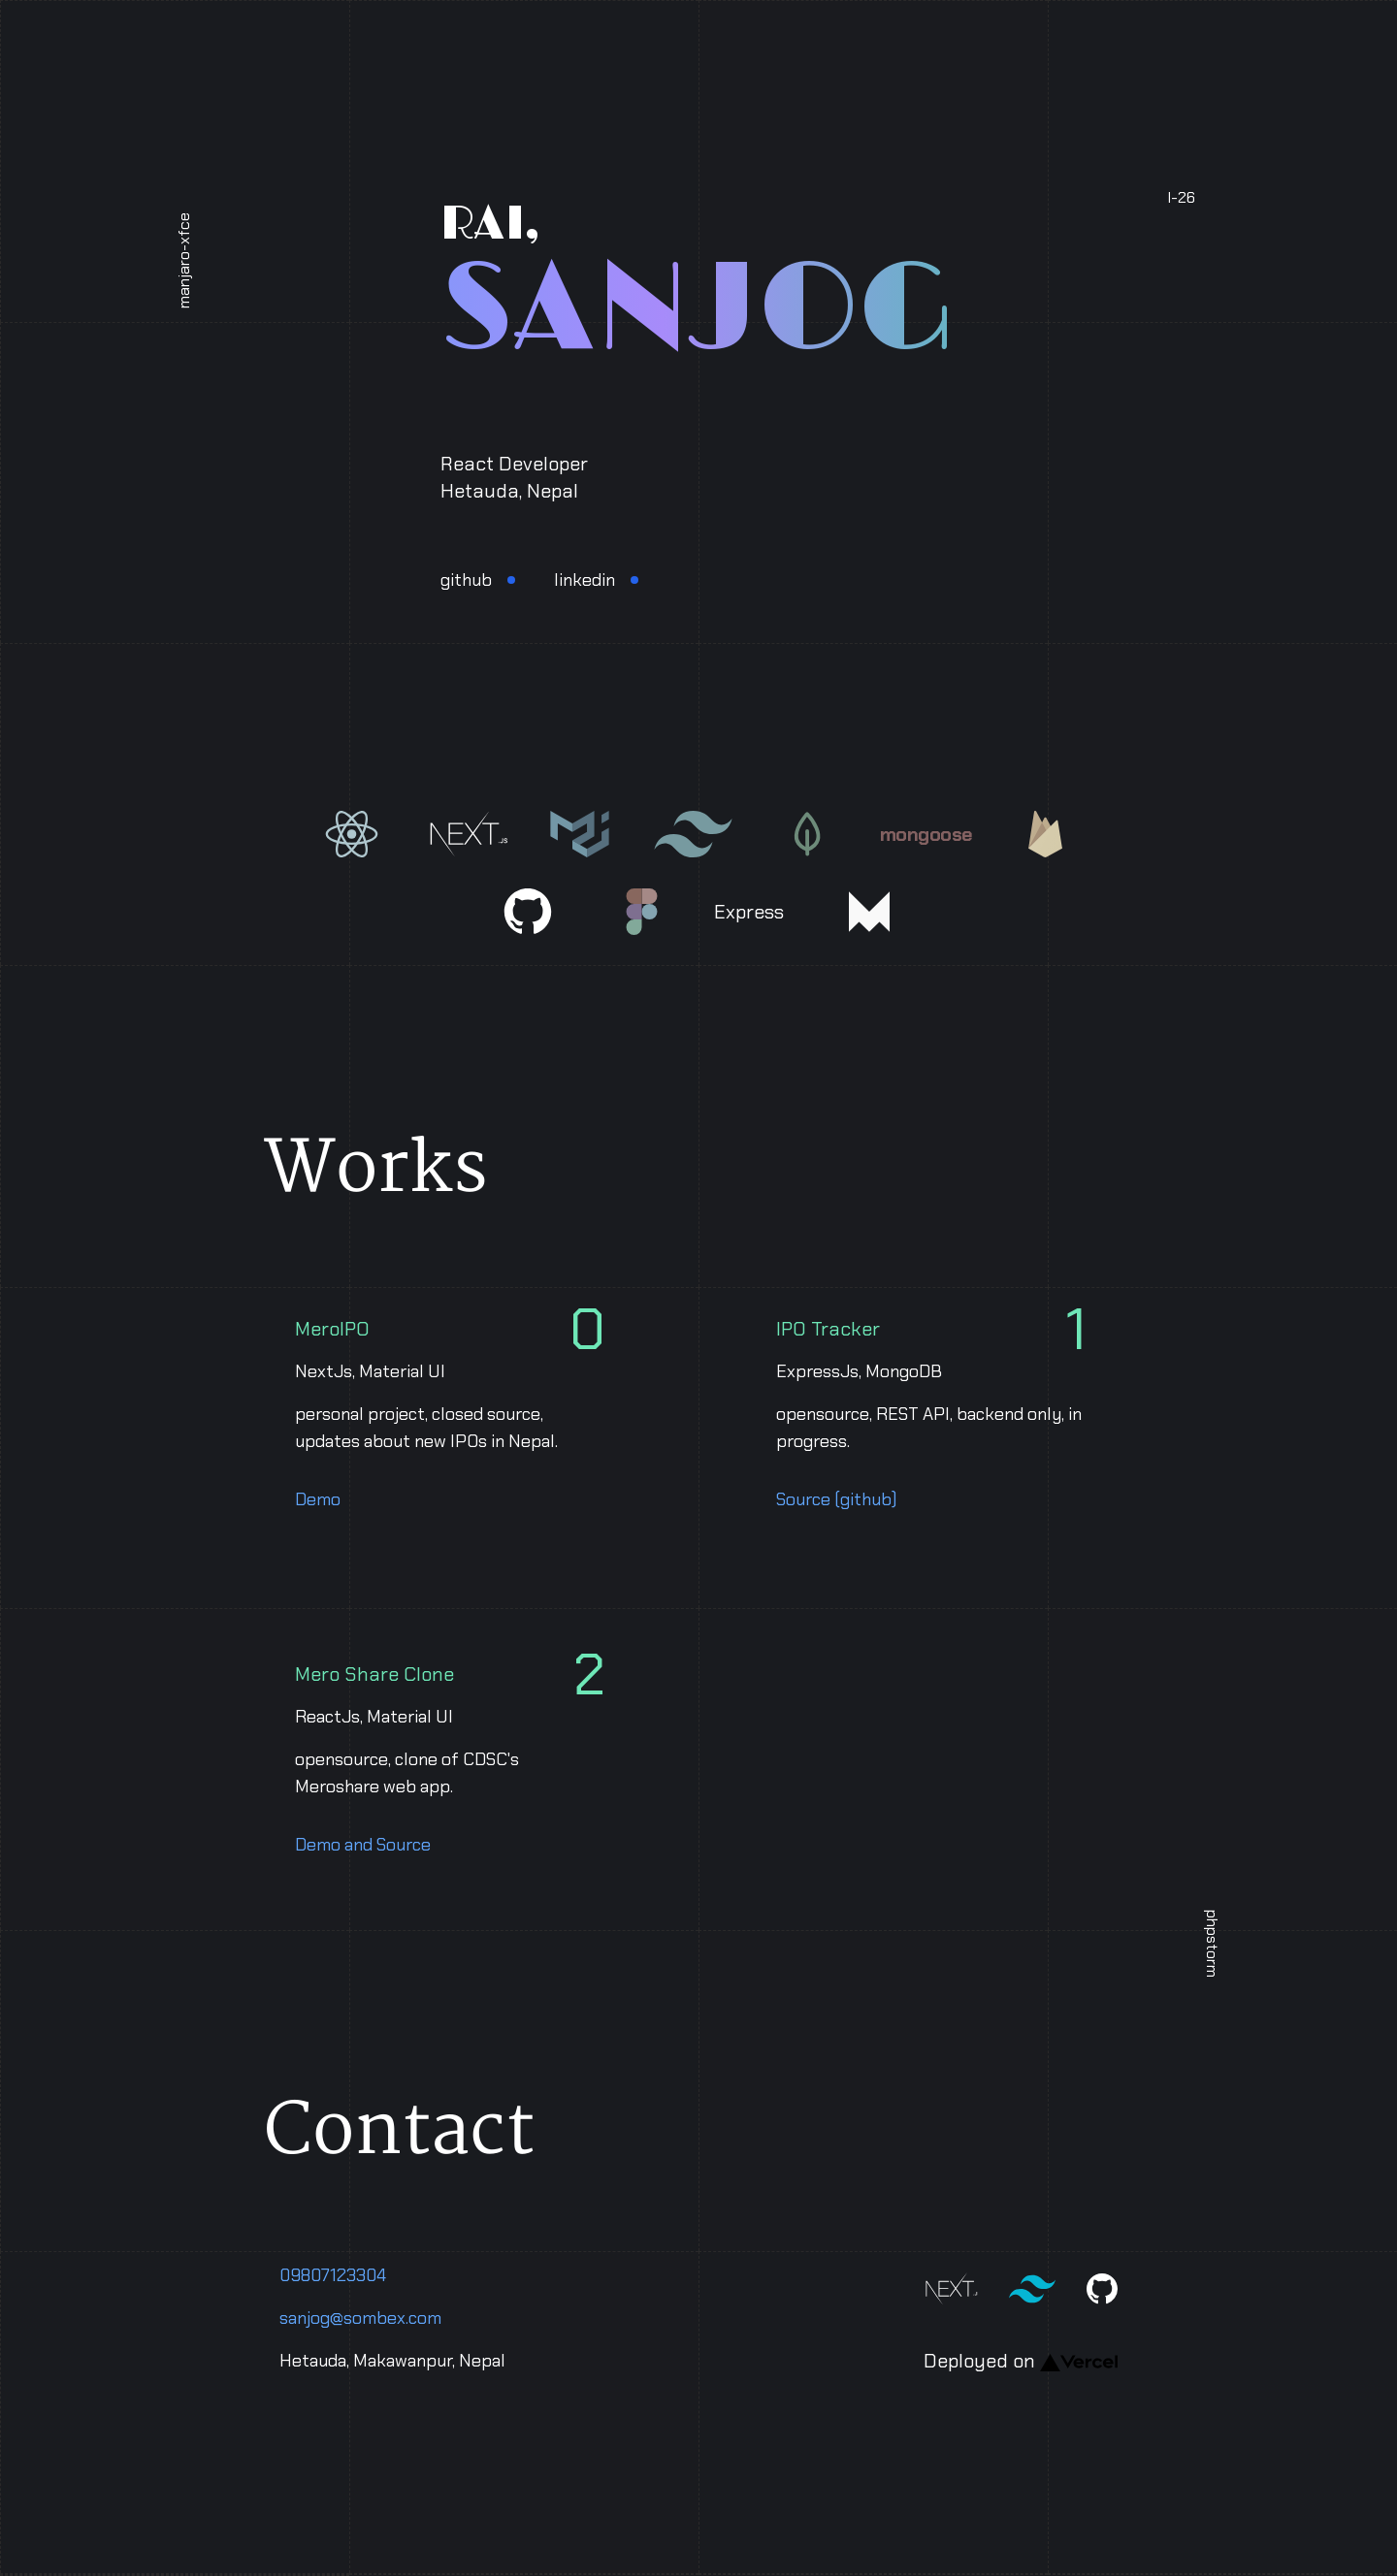 I-26
manjaro-xfce
RAI,
SANJOG
React Developer
Hetauda, Nepal
github
linkedin
NEXT.JS
mongoose
Express
Works
MeroIPO
0
NextJs, Material UI
personal project, closed source,
updates about new IPOs in Nepal.
Demo
IPO Tracker
1
ExpressJs, MongoDB
opensource, REST API, backend only, in
progress.
Source (github)
Mero Share Clone
2
ReactJs, Material UI
opensource, clone of CDSC's
Meroshare web app.
Demo and Source
phpstorm
Contact
09807123304
sanjog@sombex.com
Hetauda, Makawanpur, Nepal
NEXT
Deployed on Vercel